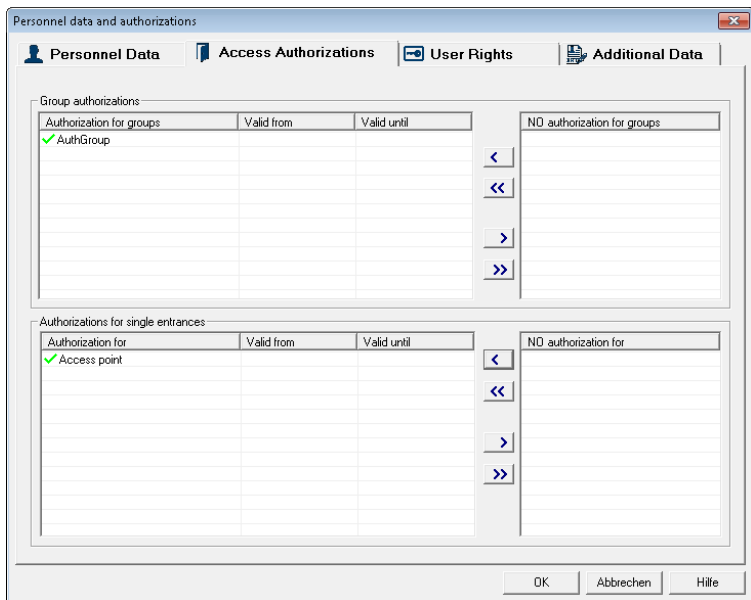 Personnel data and authorizations
Personnel Data Access Authorizations User Rights Additional Data
Group authorizations
Authorization for groups Valid from Valid until NO authorization for groups
AuthGroup
<
<<
>
>>
Authorizations for single entrances
Authorization for Valid from Valid until NO authorization for
Access point
<
<<
>
>>
OK Abbrechen Hilfe